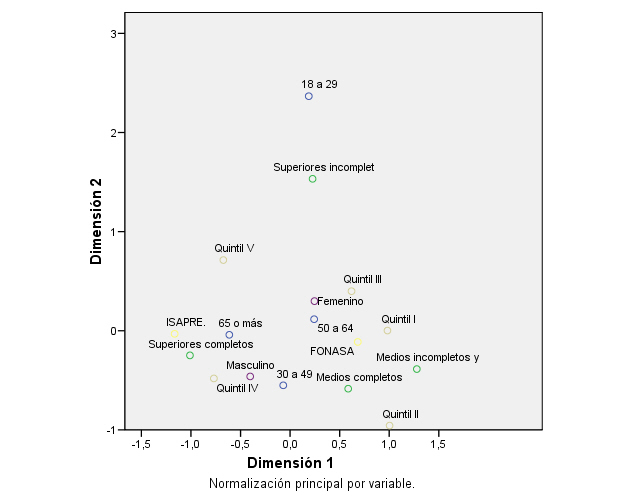 3
18 a 29
2
Superiores incomplet
Dimensión 2
1
Quintil V
Quintil III
Femenino
ISAPRE.
65 o más
Quintil I
0
50 a 64
Superiores completos
FONASA
Medios incompletos y
Masculino
30 a 49
Medios completos
Quintil IV
Quintil II
-1
-1,5 -1,0 -0,5 0,0 0,5 1,0 1,5
Dimensión 1
Normalización principal por variable.